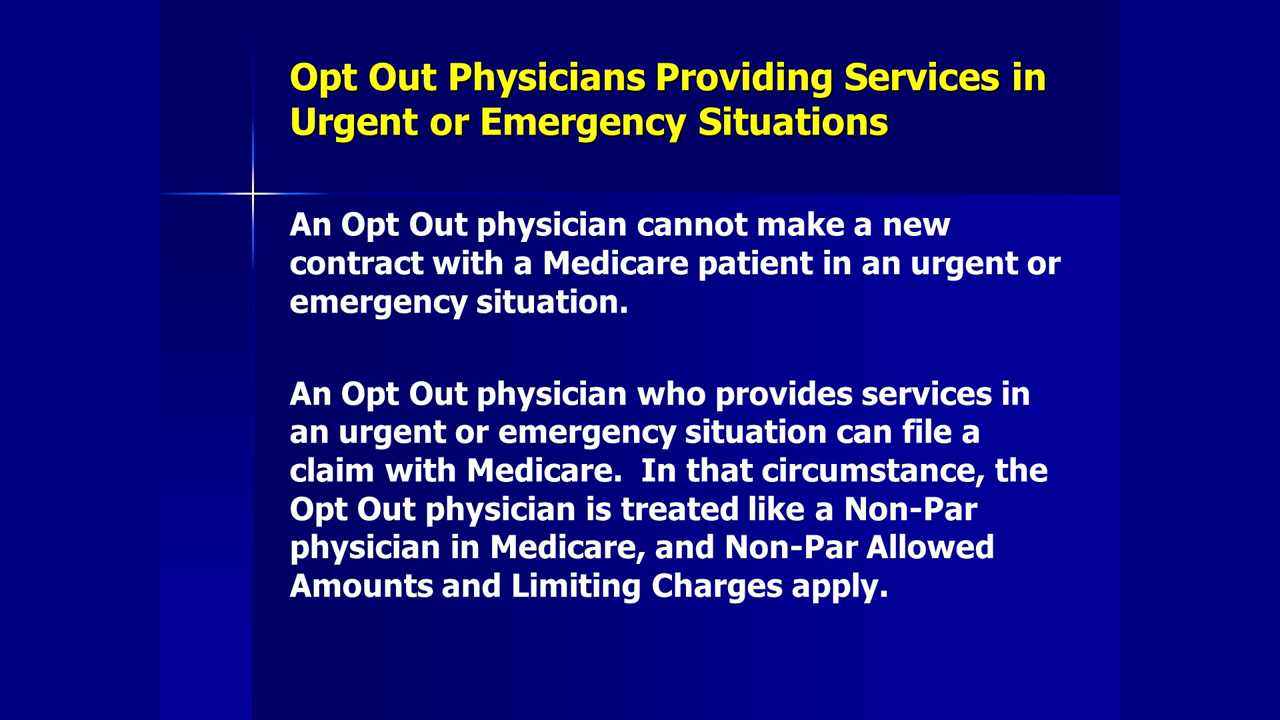 Opt Out Physicians Providing Services in
Urgent or Emergency Situations
An Opt Out physician cannot make a new
contract with a Medicare patient in an urgent or
emergency situation.
An Opt Out physician who provides services in
an urgent or emergency situation can file a
claim with Medicare.  In that circumstance, the
Opt Out physician is treated like a Non-Par
physician in Medicare, and Non-Par Allowed
Amounts and Limiting Charges apply.